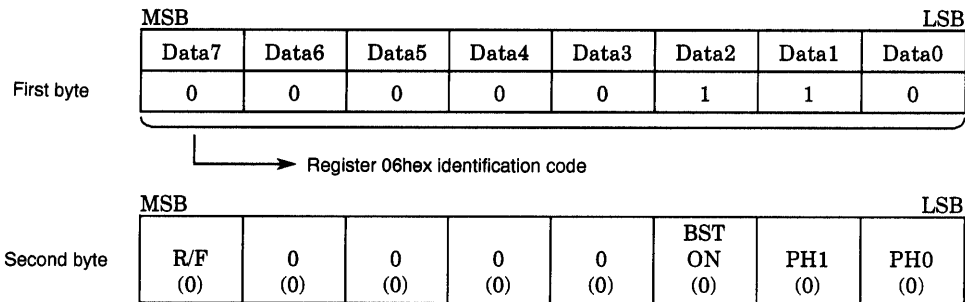 MSB LSB
Data7 Data6 Data5 Data4 Data3 Data2 Data1 Data0
First byte 0 0 0 0 0 1 1 0
Register 06hex identification code
MSB LSB
Second byte R/F (0) 0 (0) 0 (0) 0 (0) 0 (0) BST ON (0) PH1 (0) PH0 (0)